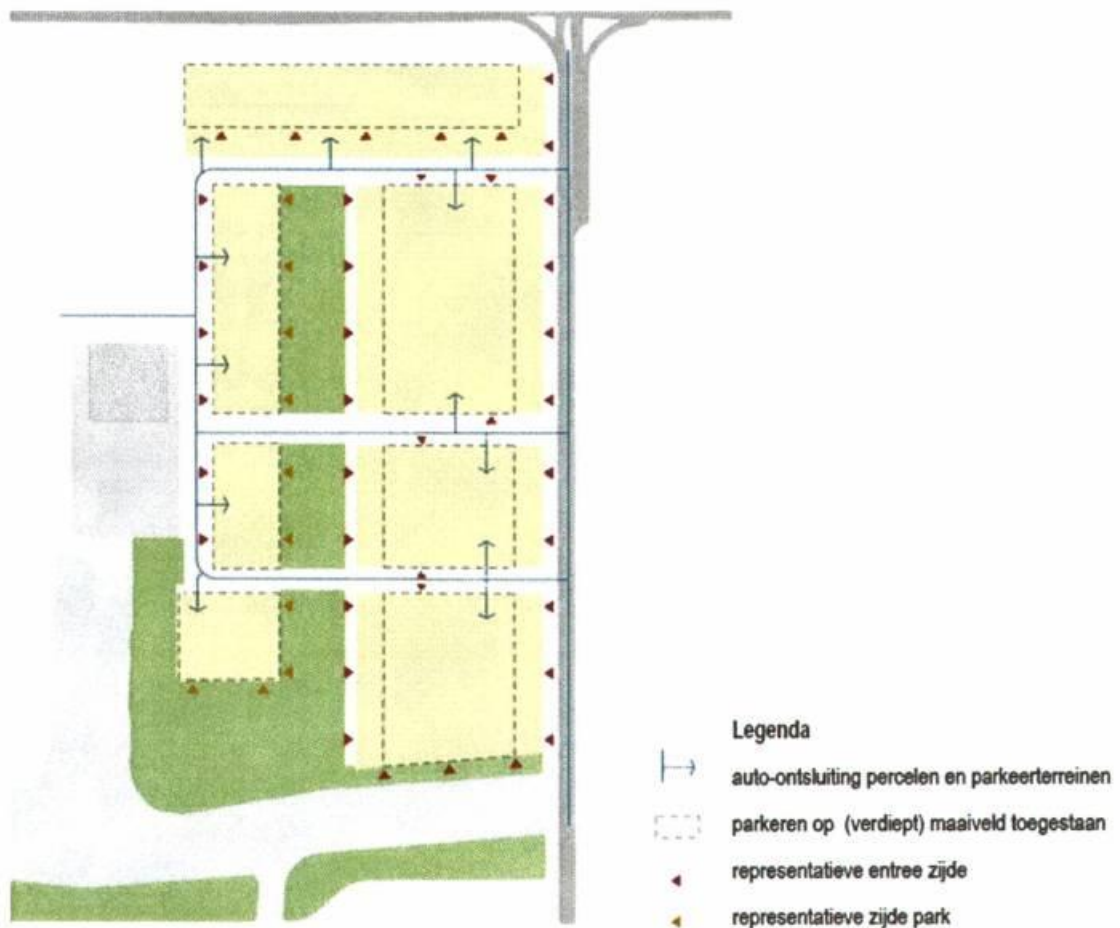 Legenda
auto-ontsluiting percelen en parkeerterreinen
parkeren op (verdiept) maaiveld toegestaan
representatieve entree zijde
representatieve zijde park